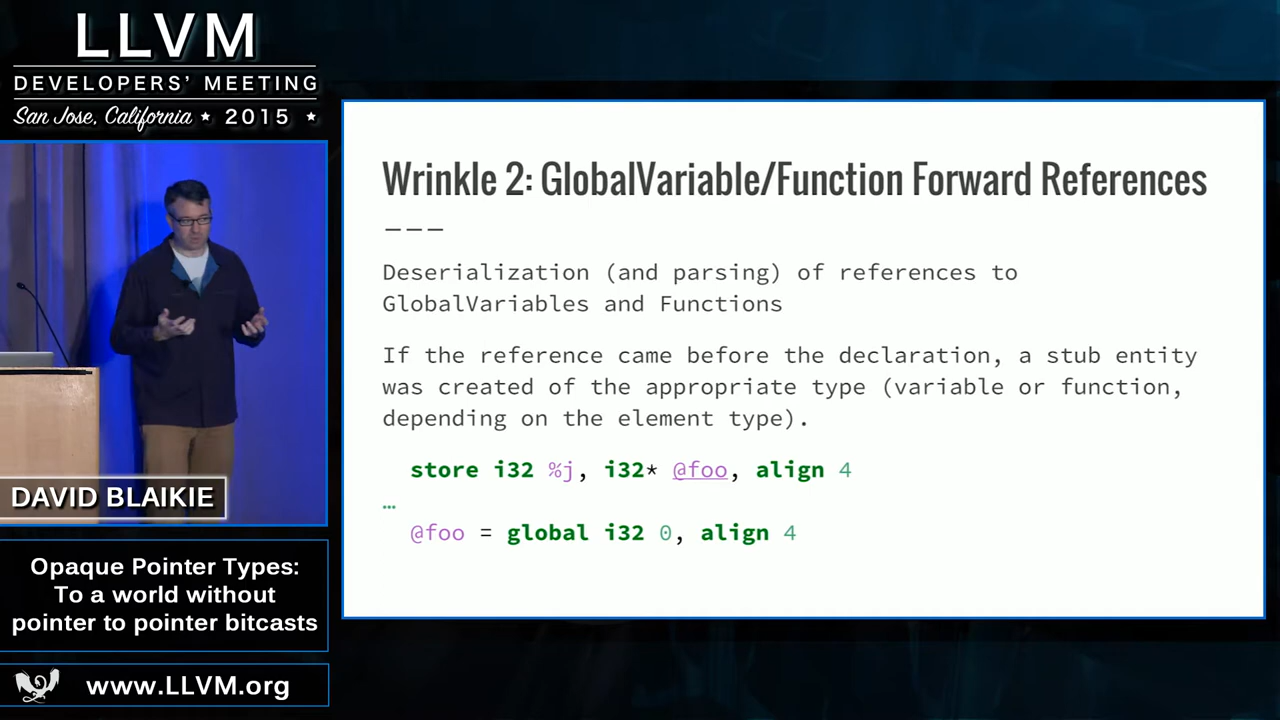 LLVM
DEVELOPERS' MEETING
San Jose, California ★ 2015 ★
Wrinkle 2: GlobalVariable/Function Forward References
———
Deserialization (and parsing) of references to
GlobalVariables and Functions
If the reference came before the declaration, a stub entity
was created of the appropriate type (variable or function,
depending on the element type).
store i32 %j, i32* @foo, align 4
…
@foo = global i32 0, align 4
DAVID BLAIKIE
Opaque Pointer Types:
To a world without
pointer to pointer bitcasts
www.LLVM.org